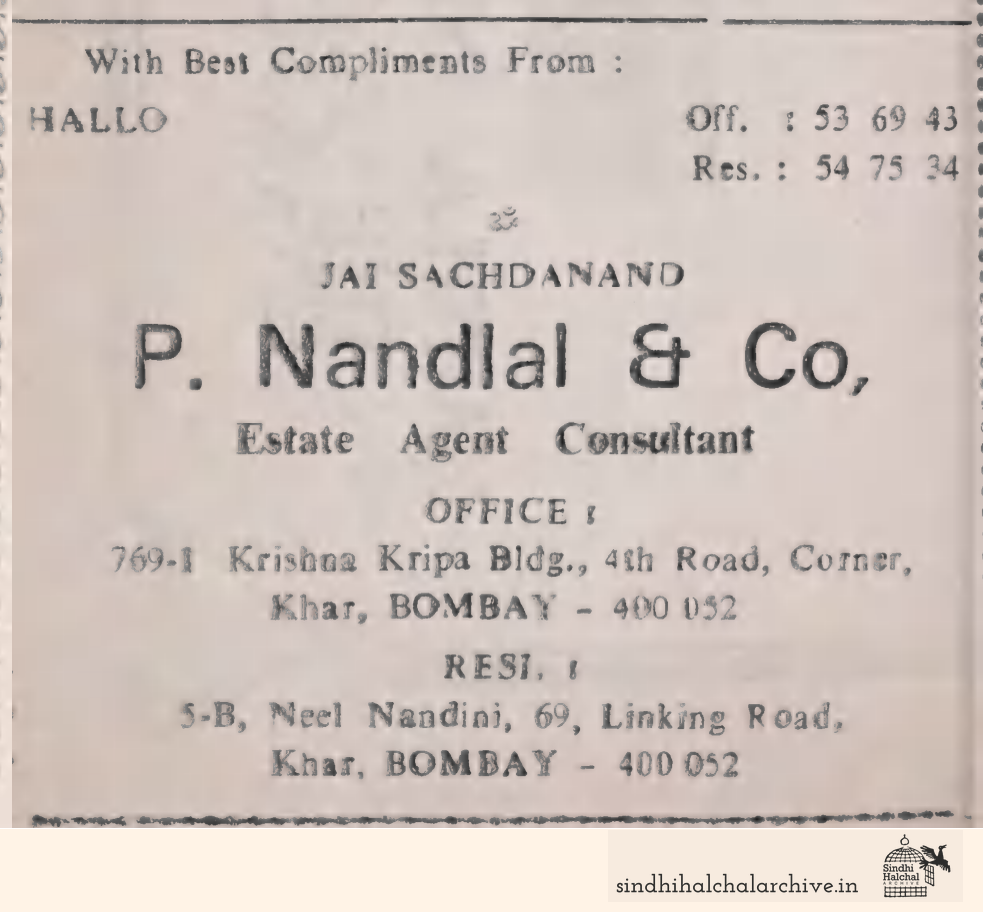 With Best Compliments From :
HALLO
Off. : 53 69 43
Res. : 54 75 34
ॐ
JAI SACHDANAND
P. Nandlal & Co,
Estate Agent Consultant
OFFICE :
769-1 Krishna Kripa Bldg., 4th Road, Corner,
Khar, BOMBAY - 400 052
RESI. :
5-B, Neel Nandini, 69, Linking Road,
Khar, BOMBAY - 400 052
sindhihalchalarchive.in
Sindhi
Halchal
ARCHIVE